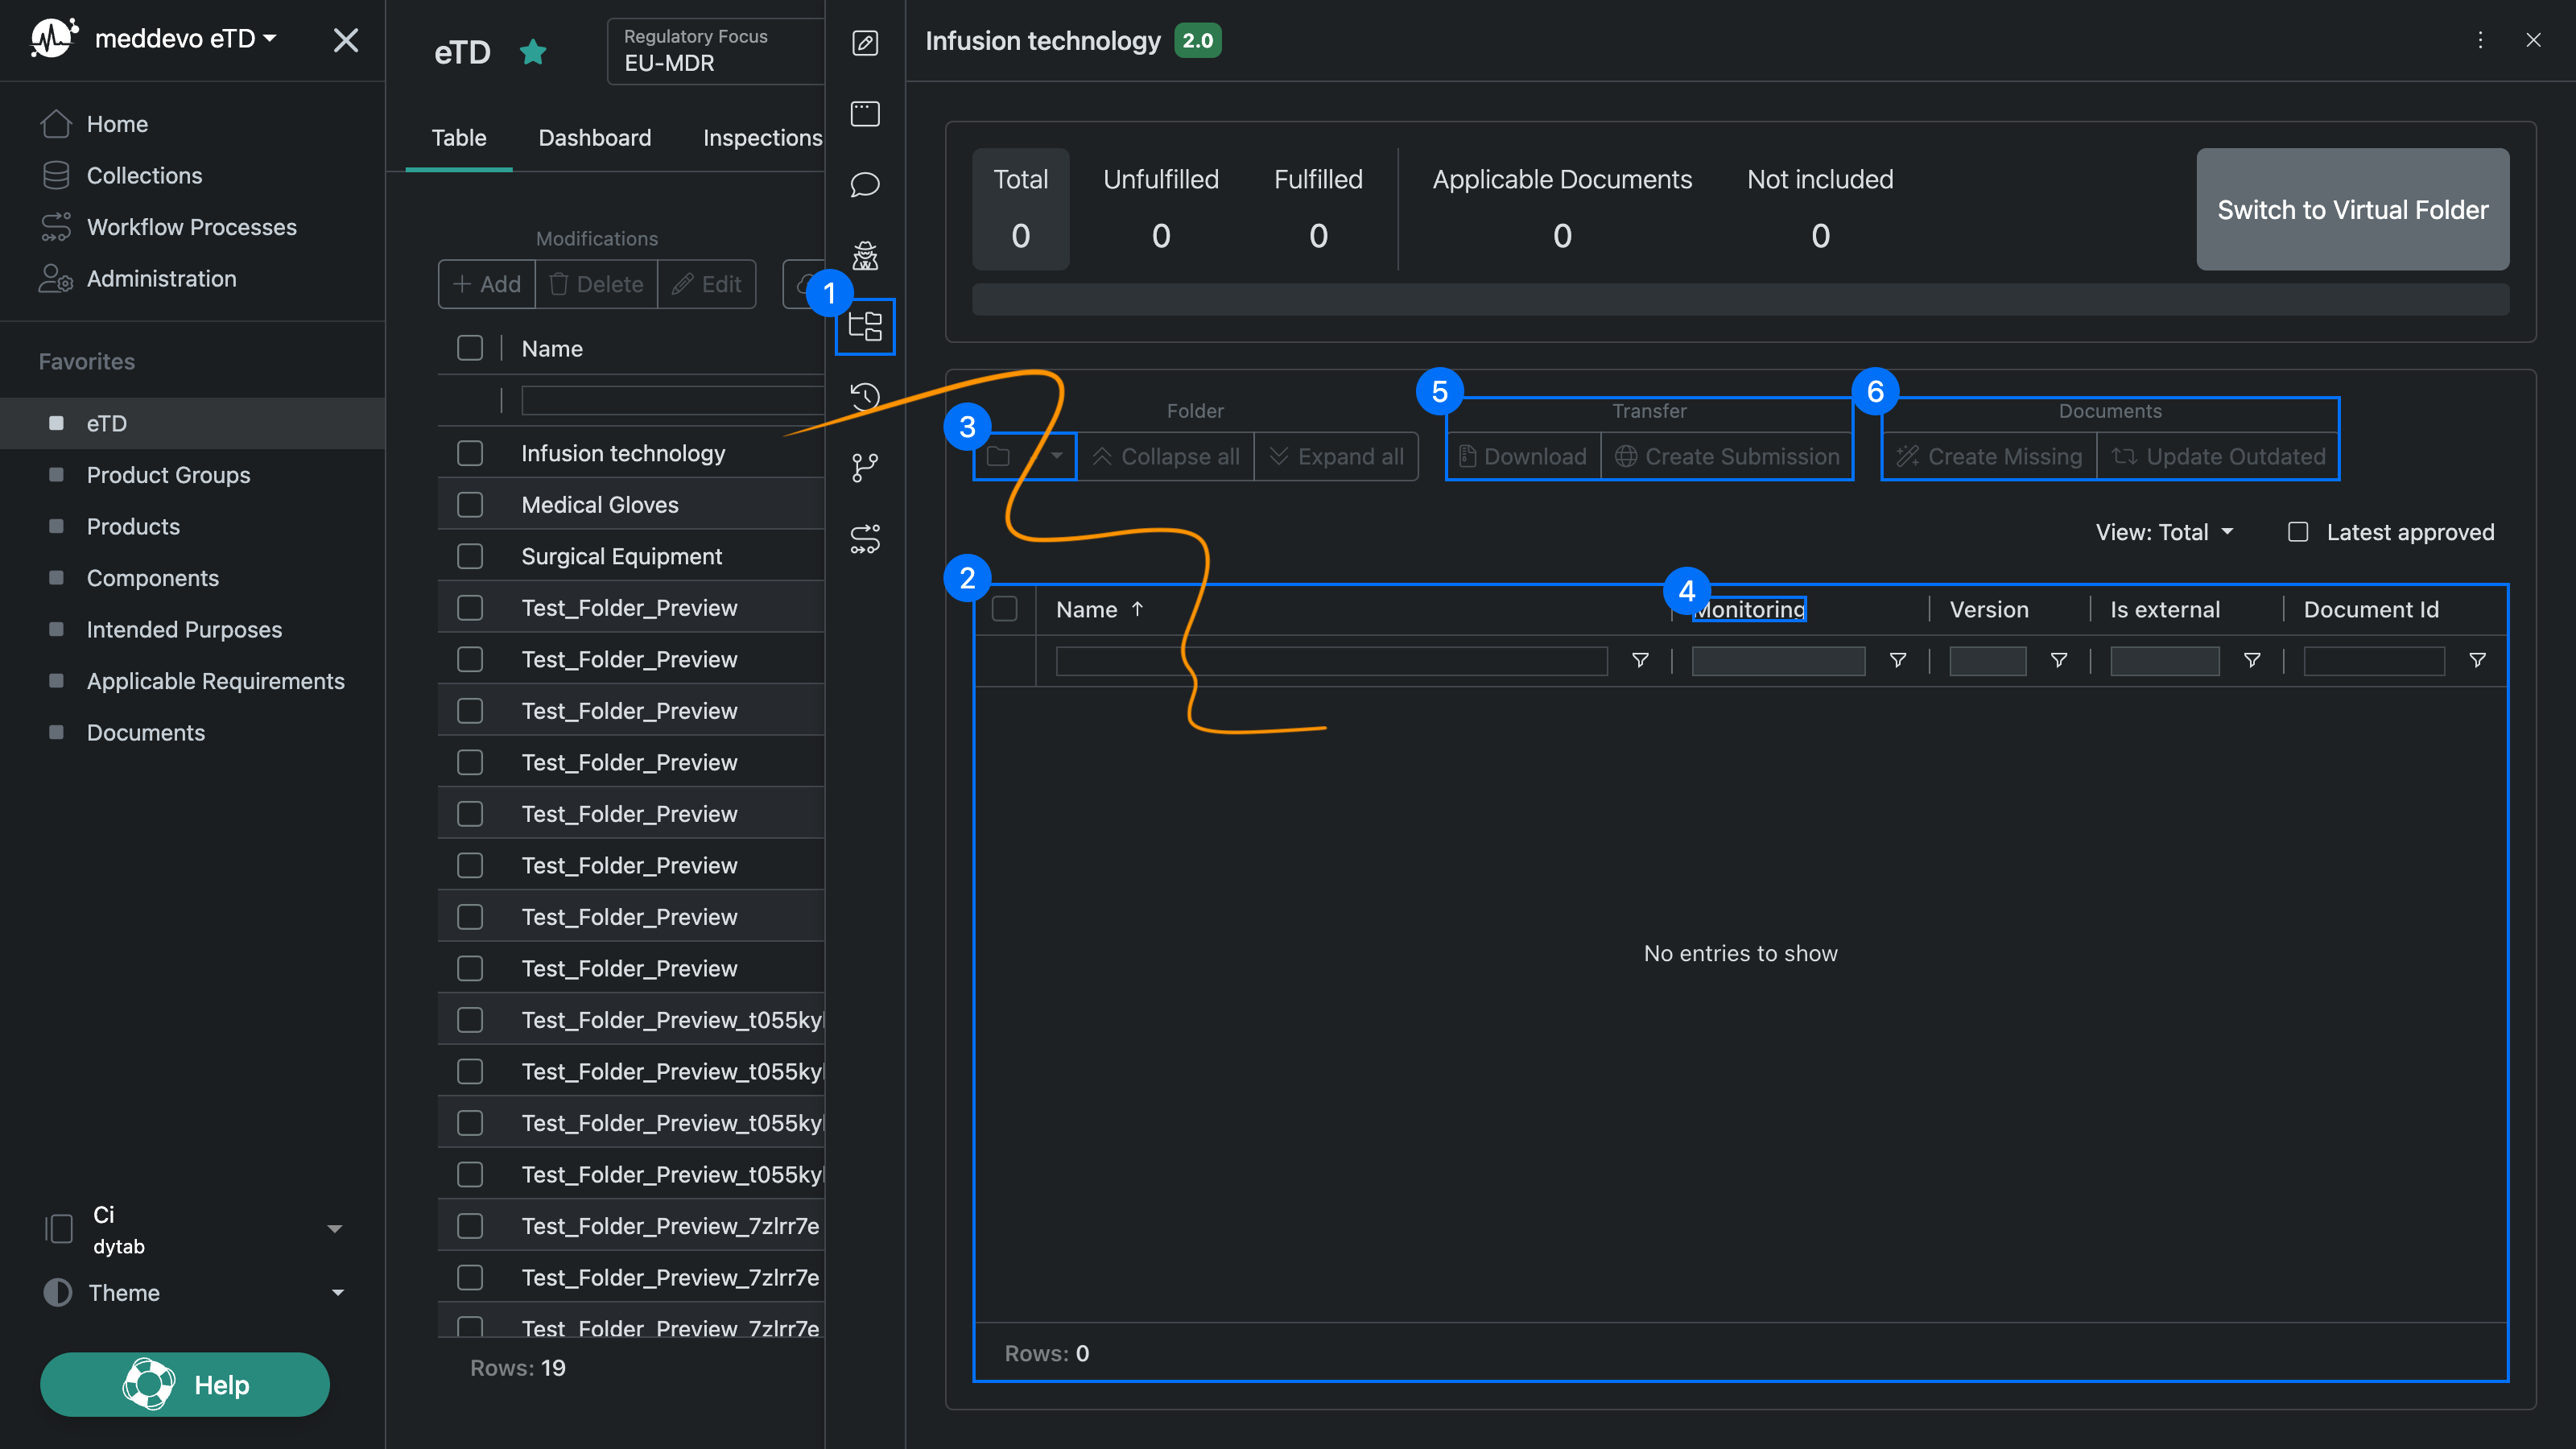 meddevo eTD
Home
Collections
Workflow Processes
Administration
Favorites
eTD
Product Groups
Products
Components
Intended Purposes
Applicable Requirements
Documents
Ci
dytab
Theme
Help
eTD
Regulatory Focus
EU-MDR
Table Dashboard Inspections
Modifications
Add Delete Edit
Name
Infusion technology
Medical Gloves
Surgical Equipment
Test_Folder_Preview
Test_Folder_Preview
Test_Folder_Preview
Test_Folder_Preview
Test_Folder_Preview
Test_Folder_Preview
Test_Folder_Preview
Test_Folder_Preview
Test_Folder_Preview_t055ky
Test_Folder_Preview_t055ky
Test_Folder_Preview_t055ky
Test_Folder_Preview_t055ky
Test_Folder_Preview_7zlrr7e
Test_Folder_Preview_7zlrr7e
Test_Folder_Preview_7zlrr7e
Rows: 19
1
Infusion technology 2.0
Total Unfulfilled Fulfilled Applicable Documents Not included
0 0 0 0 0
Switch to Virtual Folder
3 5 6
Folder Transfer Documents
Collapse all Expand all Download Create Submission Create Missing Update Outdated
View: Total Latest approved
2 4
Name Monitoring Version Is external Document Id
No entries to show
Rows: 0